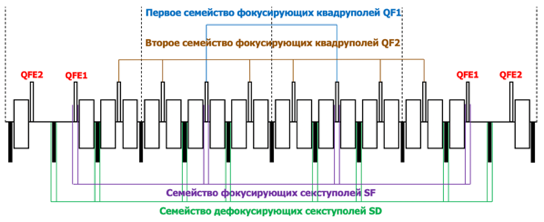 Первое семейство фокусирующих квадруполей QF1
Второе семейство фокусирующих квадруполей QF2
QFE2 QFE1 QFE1 QFE2
Семейство фокусирующих секступолей SF
Семейство дефокусирующих секступолей SD